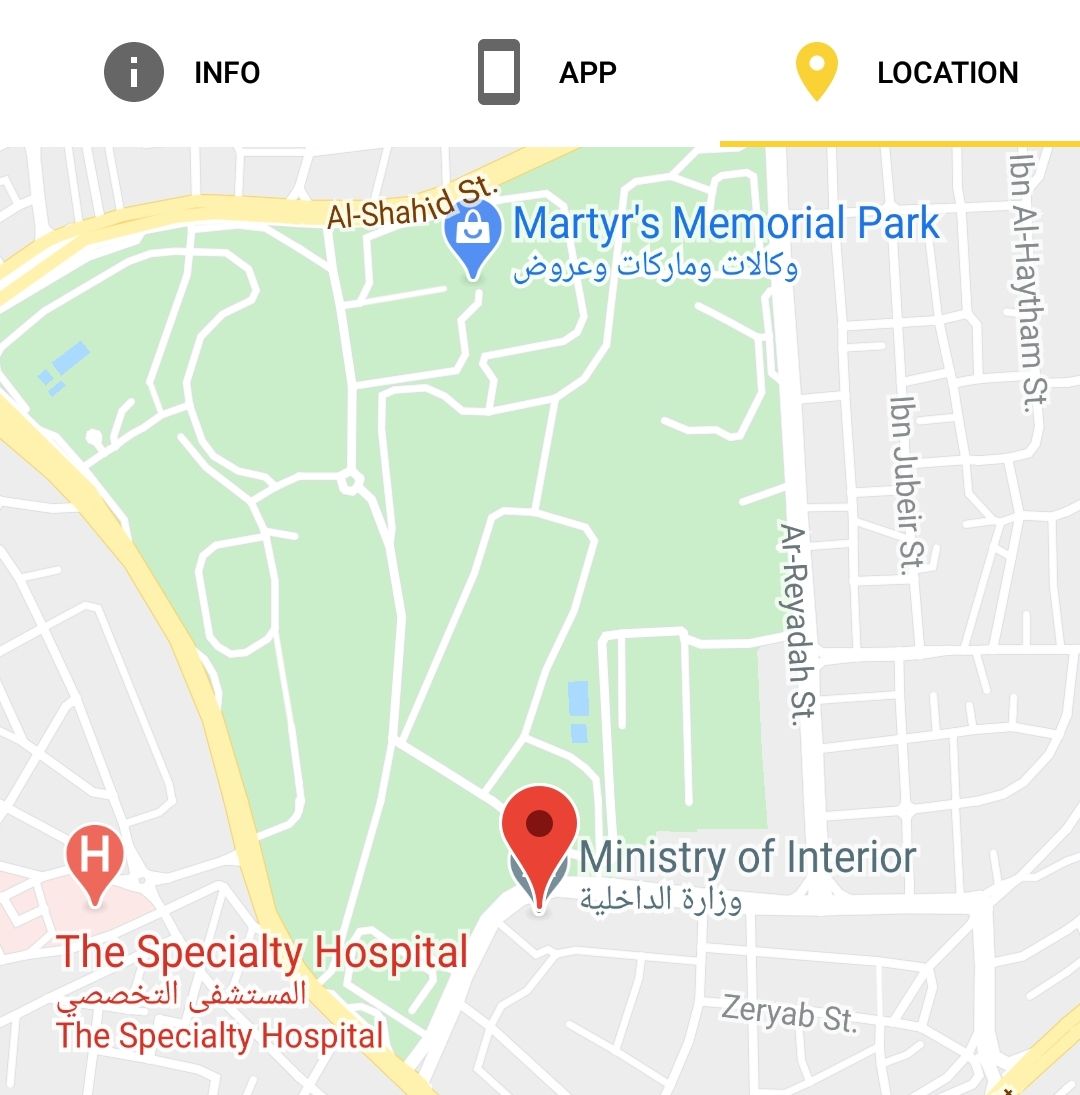 INFO
APP
LOCATION
Al-Shahid St.
Martyr's Memorial Park
وكالات وماركات وعروض
Ibn Al-Haytham St.
Ibn Jubeir St.
Ar-Reyadah St.
Ministry of Interior
وزارة الداخلية
H
The Specialty Hospital
المستشفى التخصصي
The Specialty Hospital
Zeryab St.